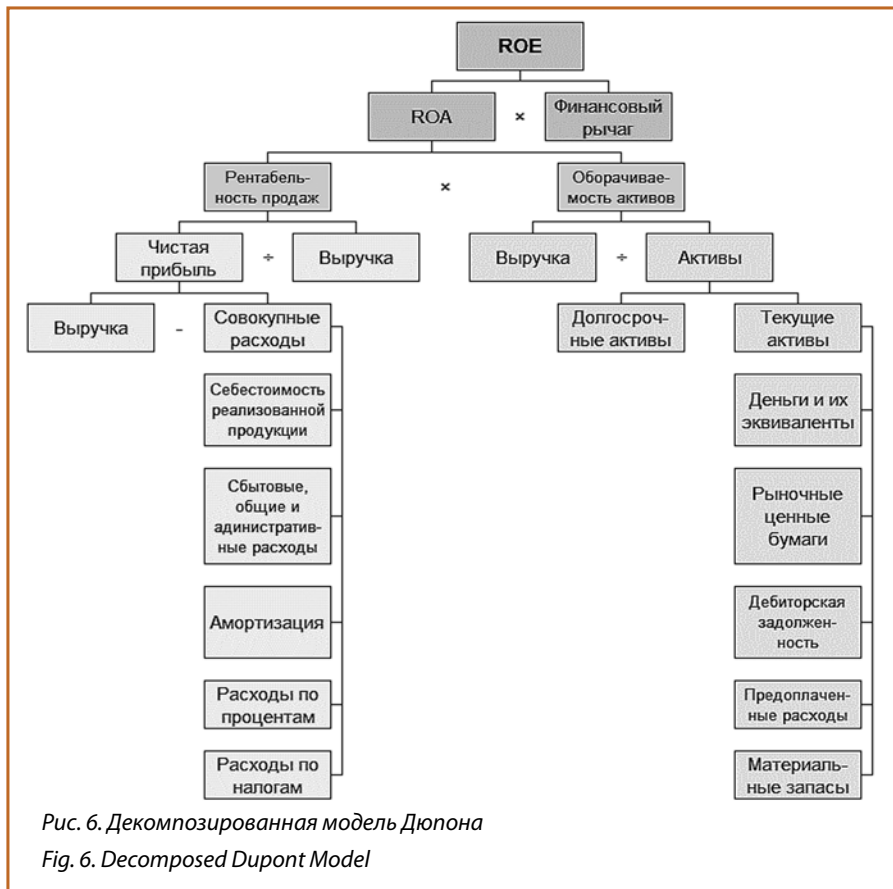 ROE
ROA
×
Финансовый
рычаг
Рентабель-
ность продаж
×
Оборачивае-
мость активов
Чистая
прибыль
÷
Выручка
Выручка
÷
Активы
Выручка
-
Совокупные
расходы
Долгосроч-
ные активы
Текущие
активы
Себестоимость
реализованной
продукции
Деньги и их
эквиваленты
Сбытовые,
общие и
адинистратив-
ные расходы
Рыночные
ценные
бумаги
Амортизация
Дебиторская
задолжен-
ность
Расходы по
процентам
Предоплачен-
ные расходы
Расходы по
налогам
Материаль-
ные запасы
Рис. 6. Декомпозированная модель Дюпона
Fig. 6. Decomposed Dupont Model